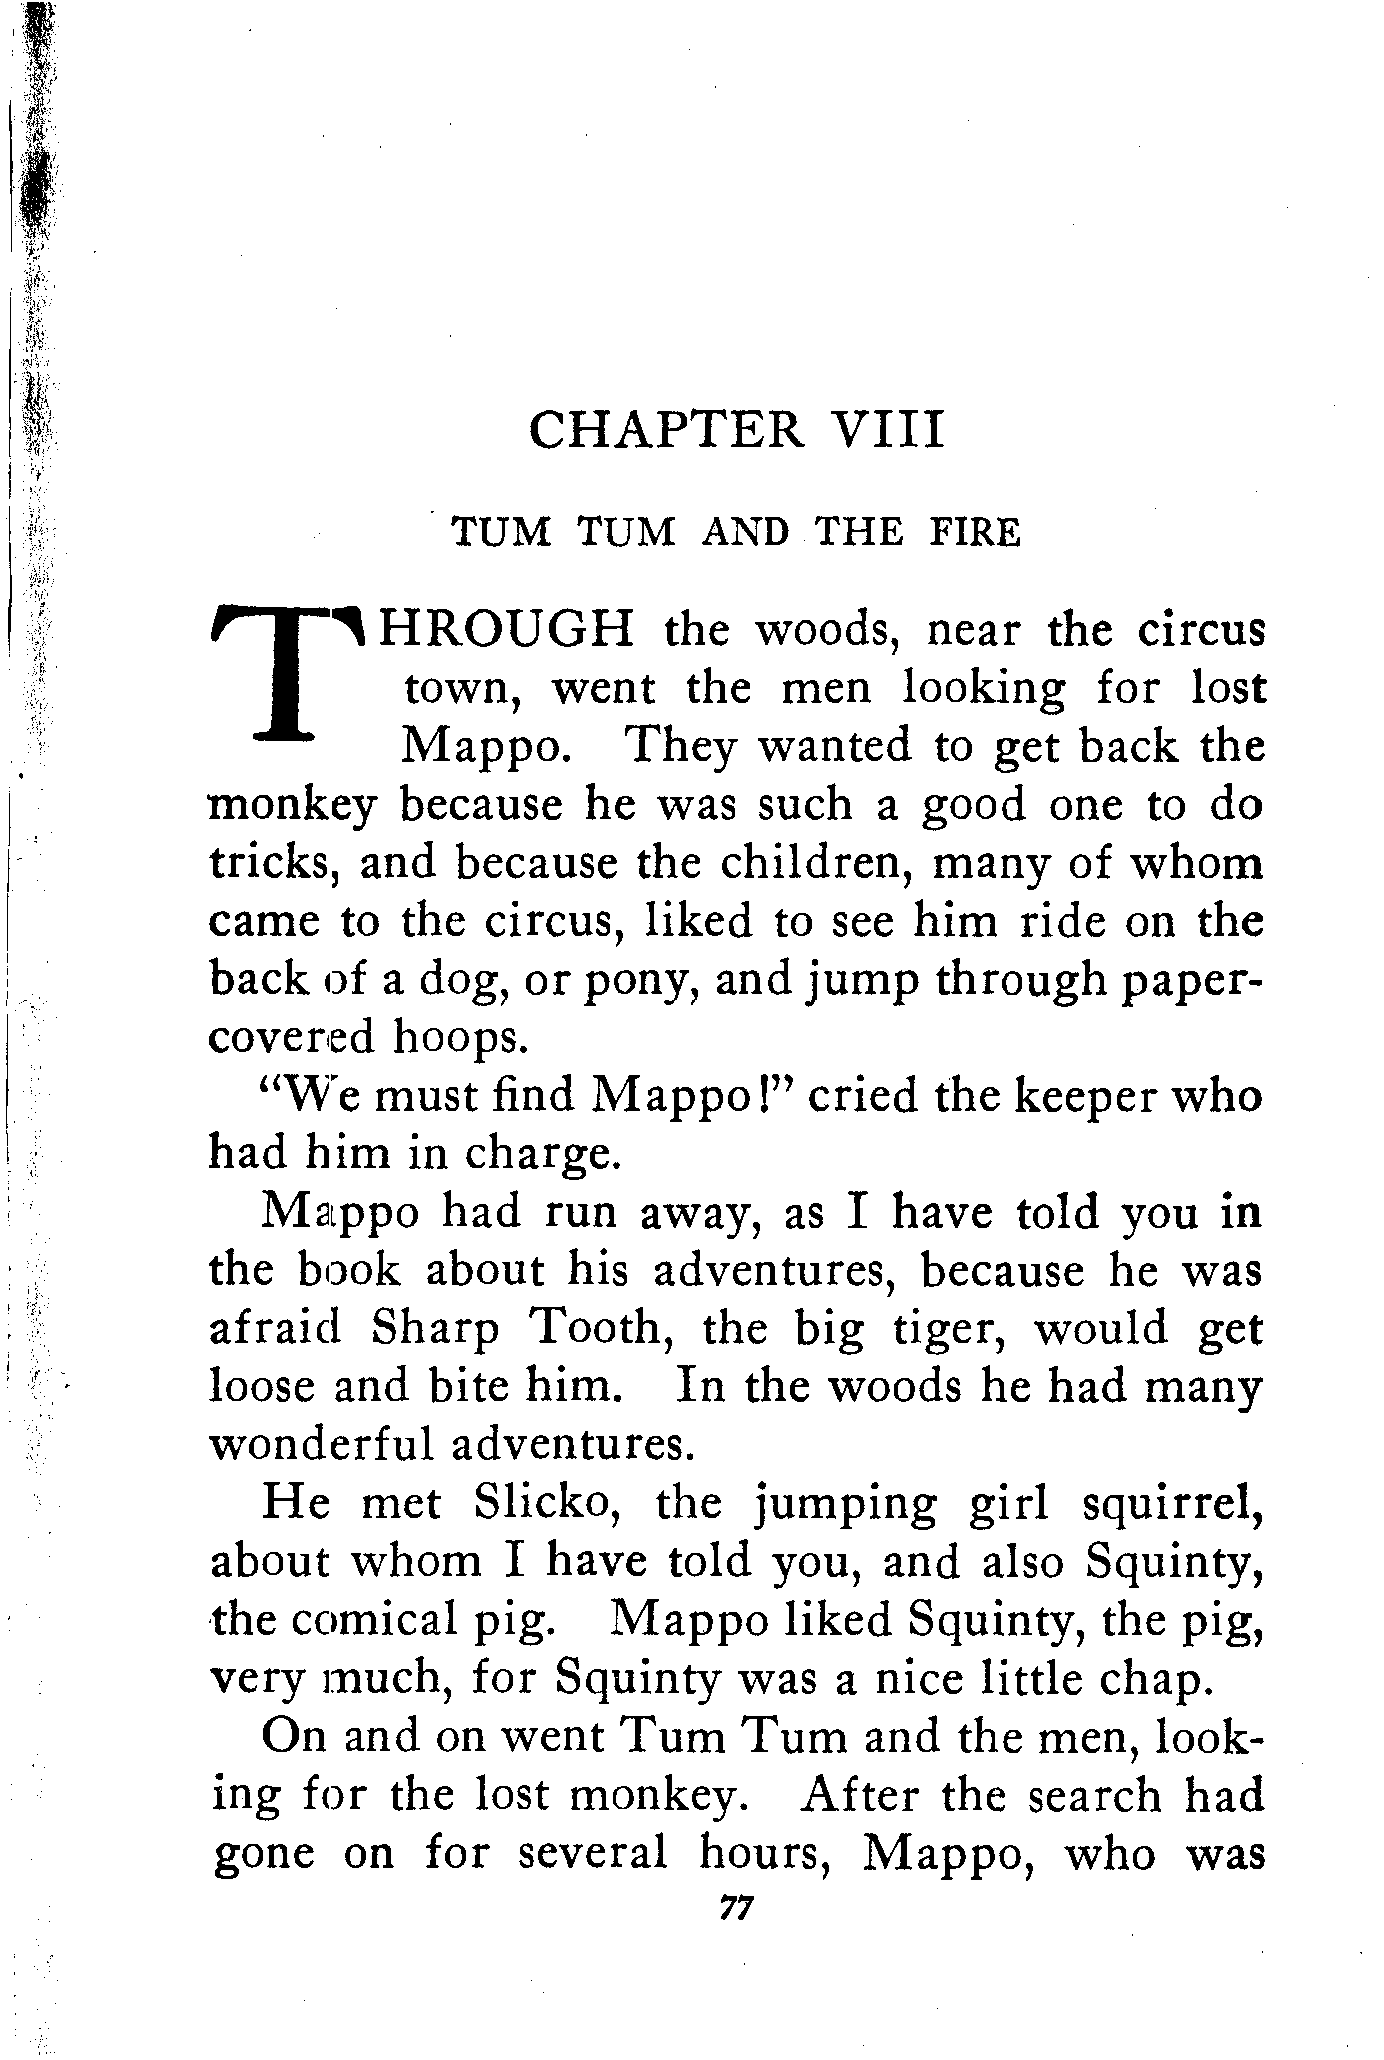 CHAPTER VIII
TUM TUM AND THE FIRE
THROUGH the woods, near the circus
town, went the men looking for lost
Mappo. They wanted to get back the
monkey because he was such a good one to do
tricks, and because the children, many of whom
came to the circus, liked to see him ride on the
back of a dog, or pony, and jump through paper-
covered hoops.
“We must find Mappo!” cried the keeper who
had him in charge.
Mappo had run away, as I have told you in
the book about his adventures, because he was
afraid Sharp Tooth, the big tiger, would get
loose and bite him. In the woods he had many
wonderful adventures.
He met Slicko, the jumping girl squirrel,
about whom I have told you, and also Squinty,
the comical pig. Mappo liked Squinty, the pig,
very much, for Squinty was a nice little chap.
On and on went Tum Tum and the men, look-
ing for the lost monkey. After the search had
gone on for several hours, Mappo, who was
77